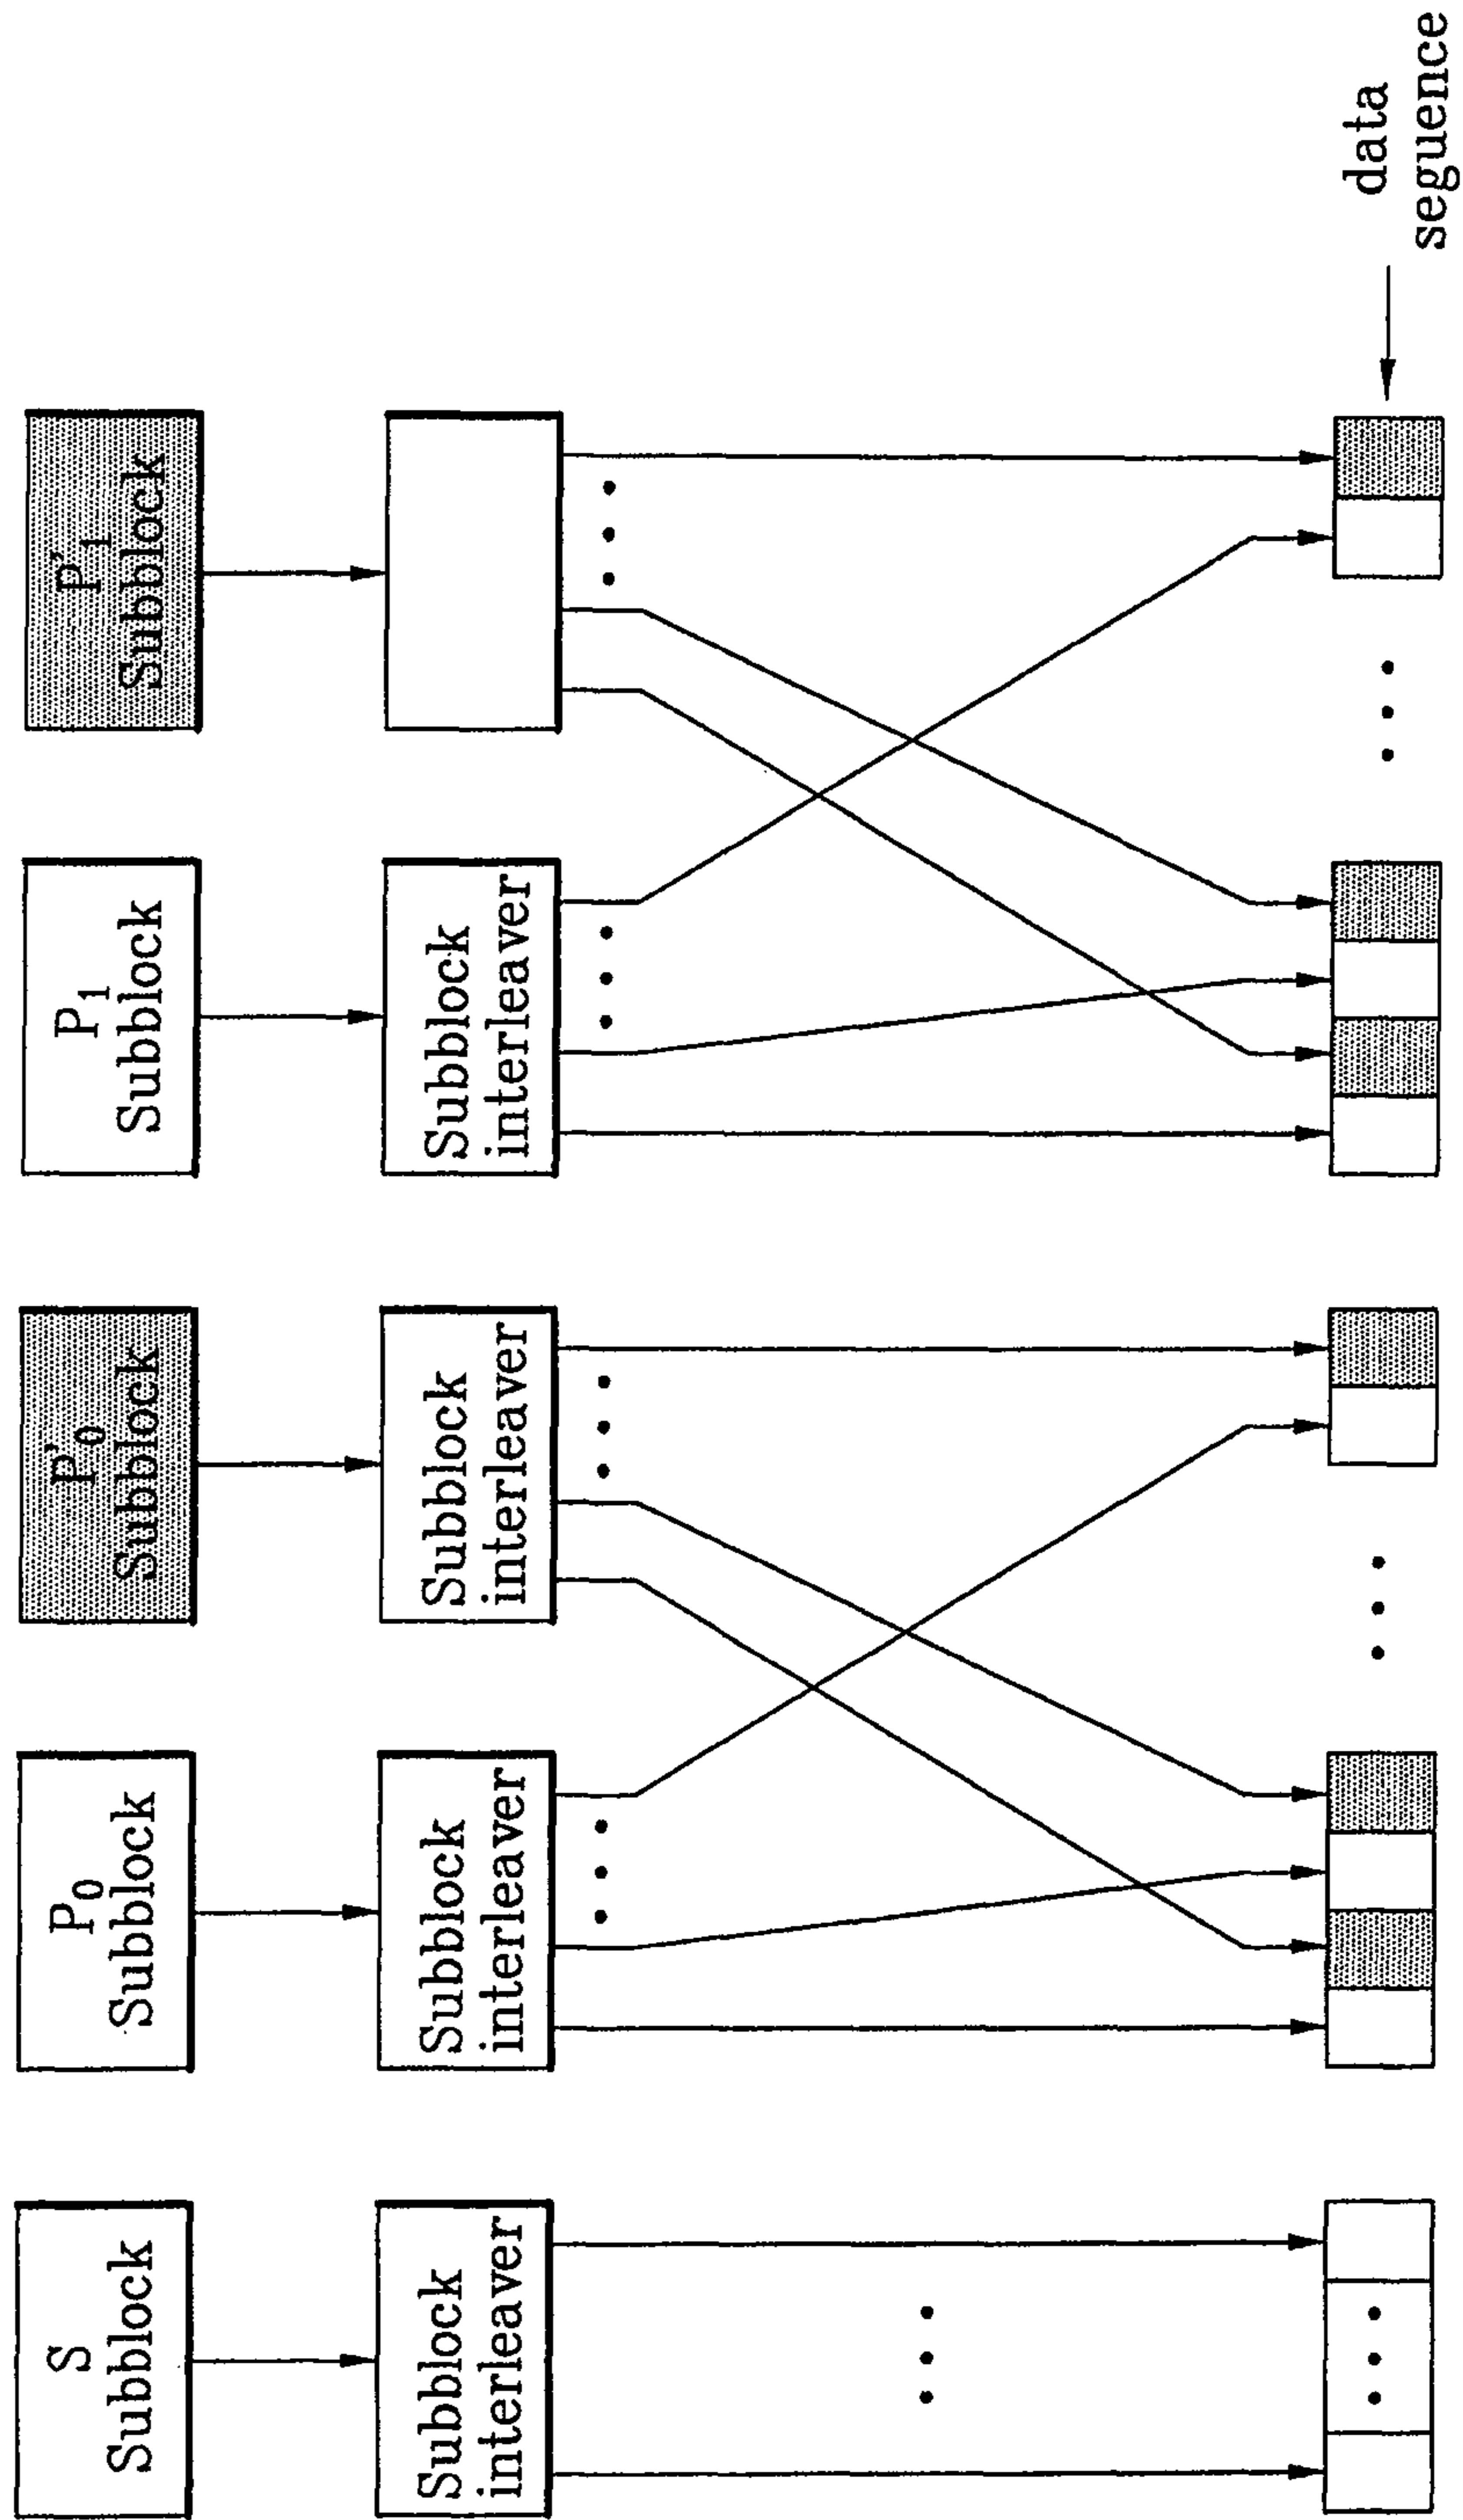 S
Subblock
P0
Subblock
P'0
Subblock
P1
Subblock
P'1
Subblock
Subblock
interleaver
Subblock
interleaver
Subblock
interleaver
Subblock
interleaver
data
seguence